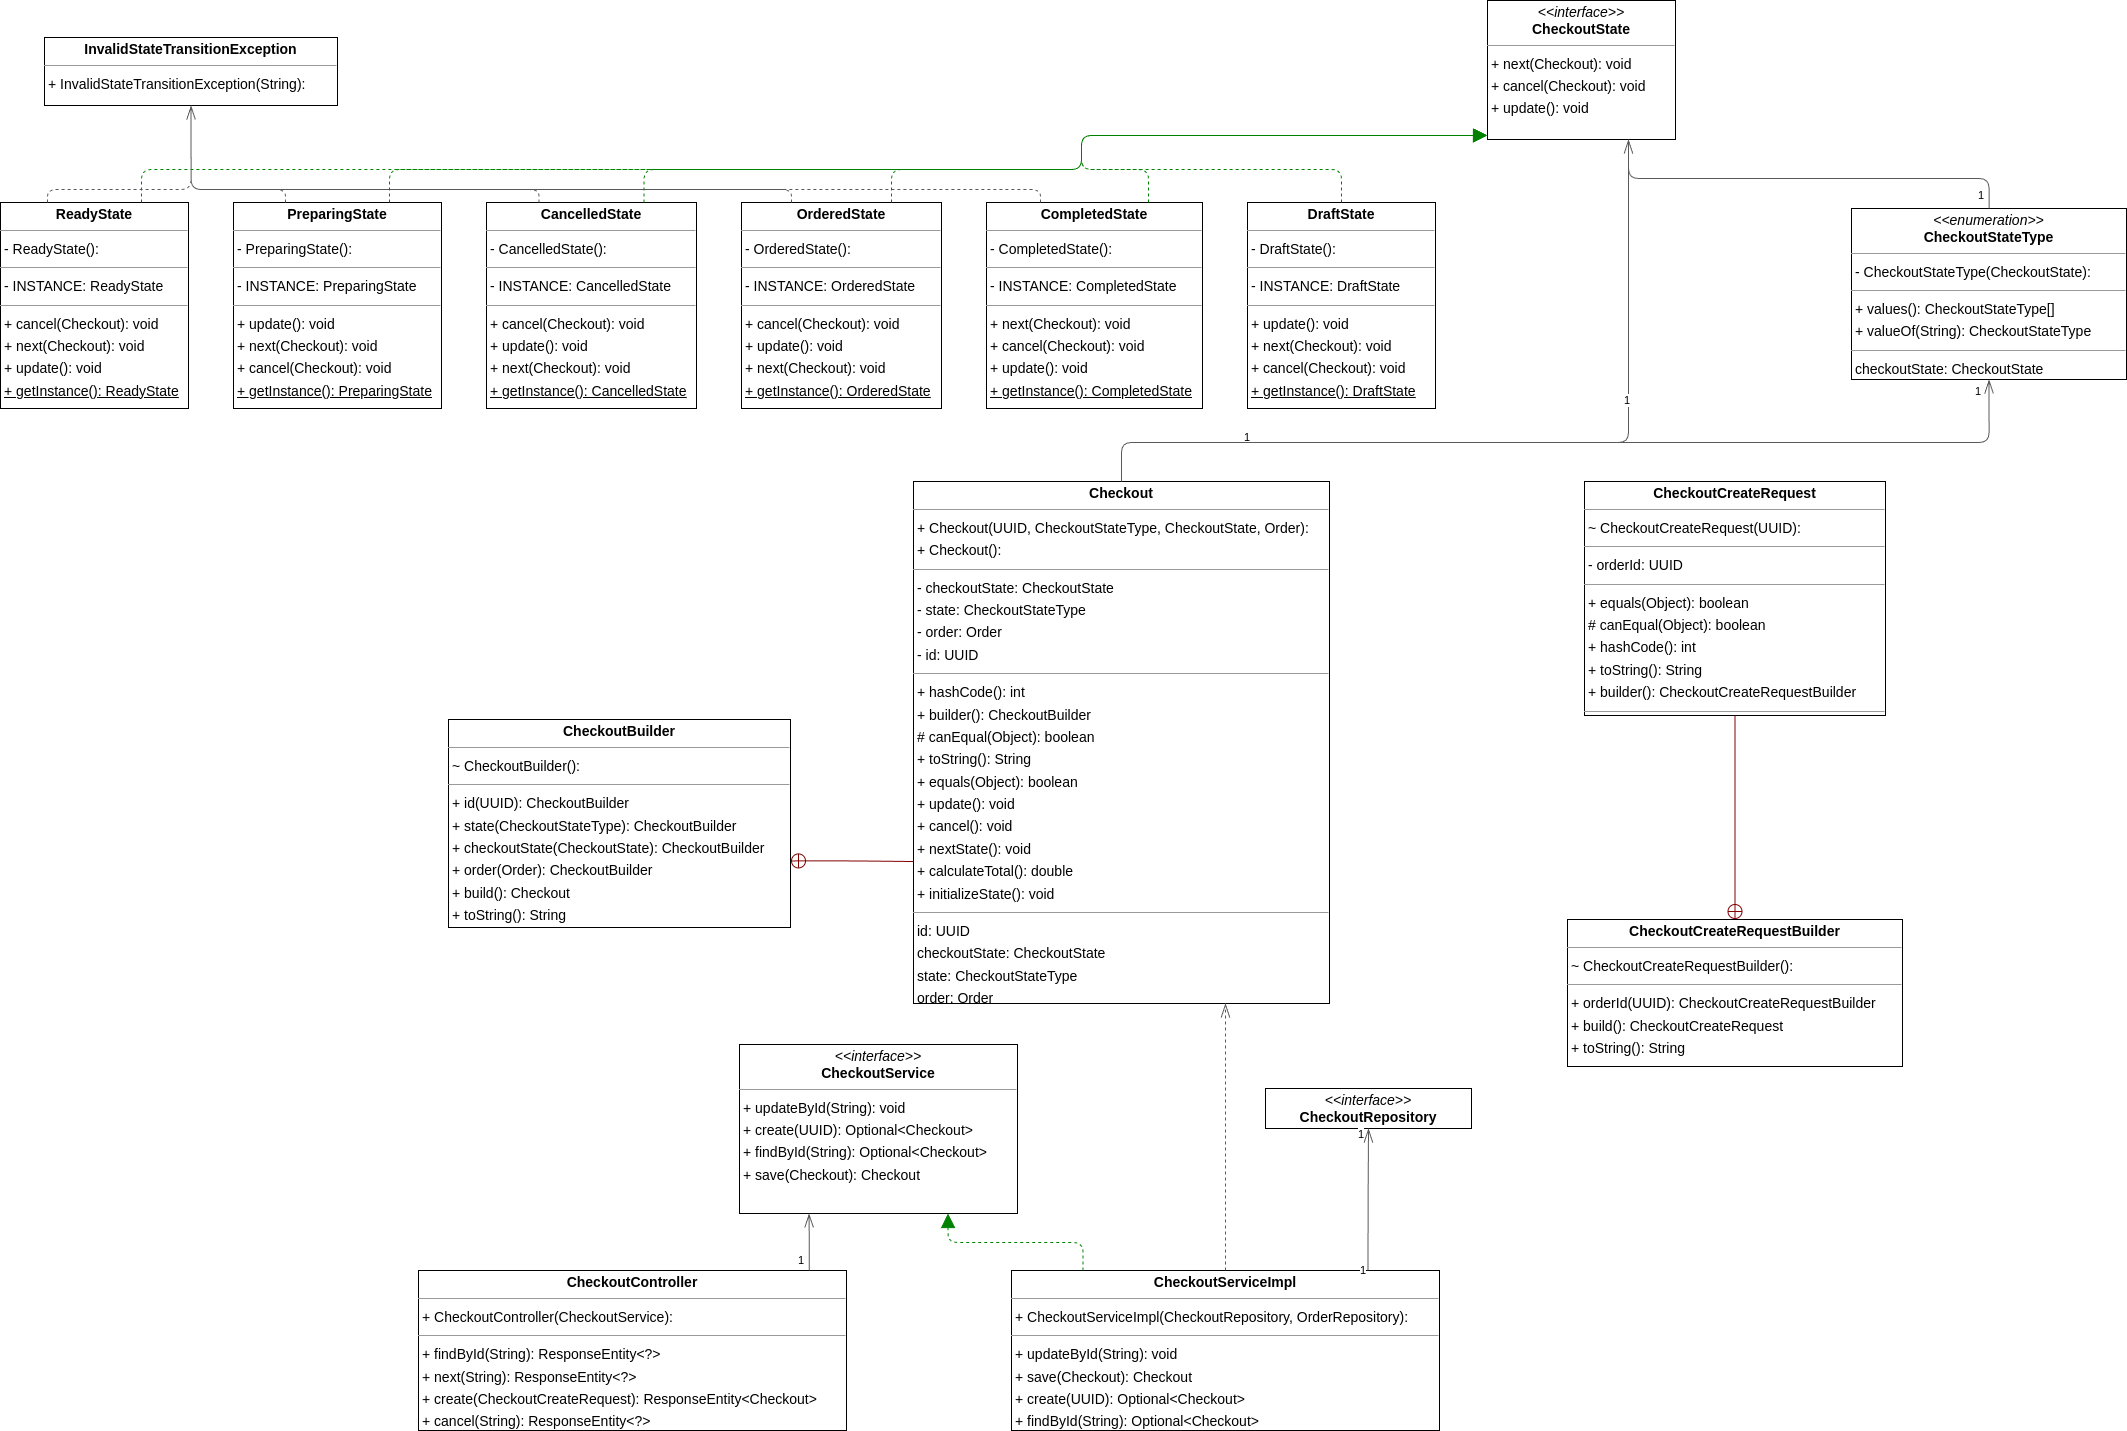 <<interface>>
CheckoutState
+ next(Checkout): void
+ cancel(Checkout): void
+ update(): void
InvalidStateTransitionException
+ InvalidStateTransitionException(String):
ReadyState
- ReadyState():
- INSTANCE: ReadyState
+ cancel(Checkout): void
+ next(Checkout): void
+ update(): void
+ getInstance(): ReadyState
PreparingState
- PreparingState():
- INSTANCE: PreparingState
+ update(): void
+ next(Checkout): void
+ cancel(Checkout): void
+ getInstance(): PreparingState
CancelledState
- CancelledState():
- INSTANCE: CancelledState
+ cancel(Checkout): void
+ update(): void
+ next(Checkout): void
+ getInstance(): CancelledState
OrderedState
- OrderedState():
- INSTANCE: OrderedState
+ cancel(Checkout): void
+ update(): void
+ next(Checkout): void
+ getInstance(): OrderedState
CompletedState
- CompletedState():
- INSTANCE: CompletedState
+ next(Checkout): void
+ cancel(Checkout): void
+ update(): void
+ getInstance(): CompletedState
DraftState
- DraftState():
- INSTANCE: DraftState
+ update(): void
+ next(Checkout): void
+ cancel(Checkout): void
+ getInstance(): DraftState
1
<<enumeration>>
CheckoutStateType
- CheckoutStateType(CheckoutState):
+ values(): CheckoutStateType[]
+ valueOf(String): CheckoutStateType
checkoutState: CheckoutState
1
1
1
Checkout
+ Checkout(UUID, CheckoutStateType, CheckoutState, Order):
+ Checkout():
- checkoutState: CheckoutState
- state: CheckoutStateType
- order: Order
- id: UUID
+ hashCode(): int
+ builder(): CheckoutBuilder
# canEqual(Object): boolean
+ toString(): String
+ equals(Object): boolean
+ update(): void
+ cancel(): void
+ nextState(): void
+ calculateTotal(): double
+ initializeState(): void
id: UUID
checkoutState: CheckoutState
state: CheckoutStateType
order: Order
CheckoutCreateRequest
~ CheckoutCreateRequest(UUID):
- orderId: UUID
+ equals(Object): boolean
# canEqual(Object): boolean
+ hashCode(): int
+ toString(): String
+ builder(): CheckoutCreateRequestBuilder
CheckoutBuilder
~ CheckoutBuilder():
+ id(UUID): CheckoutBuilder
+ state(CheckoutStateType): CheckoutBuilder
+ checkoutState(CheckoutState): CheckoutBuilder
+ order(Order): CheckoutBuilder
+ build(): Checkout
+ toString(): String
CheckoutCreateRequestBuilder
~ CheckoutCreateRequestBuilder():
+ orderId(UUID): CheckoutCreateRequestBuilder
+ build(): CheckoutCreateRequest
+ toString(): String
<<interface>>
CheckoutService
+ updateById(String): void
+ create(UUID): Optional<Checkout>
+ findById(String): Optional<Checkout>
+ save(Checkout): Checkout
<<interface>>
CheckoutRepository
1
1
1
CheckoutController
+ CheckoutController(CheckoutService):
+ findById(String): ResponseEntity<?>
+ next(String): ResponseEntity<?>
+ create(CheckoutCreateRequest): ResponseEntity<Checkout>
+ cancel(String): ResponseEntity<?>
CheckoutServiceImpl
+ CheckoutServiceImpl(CheckoutRepository, OrderRepository):
+ updateById(String): void
+ save(Checkout): Checkout
+ create(UUID): Optional<Checkout>
+ findById(String): Optional<Checkout>